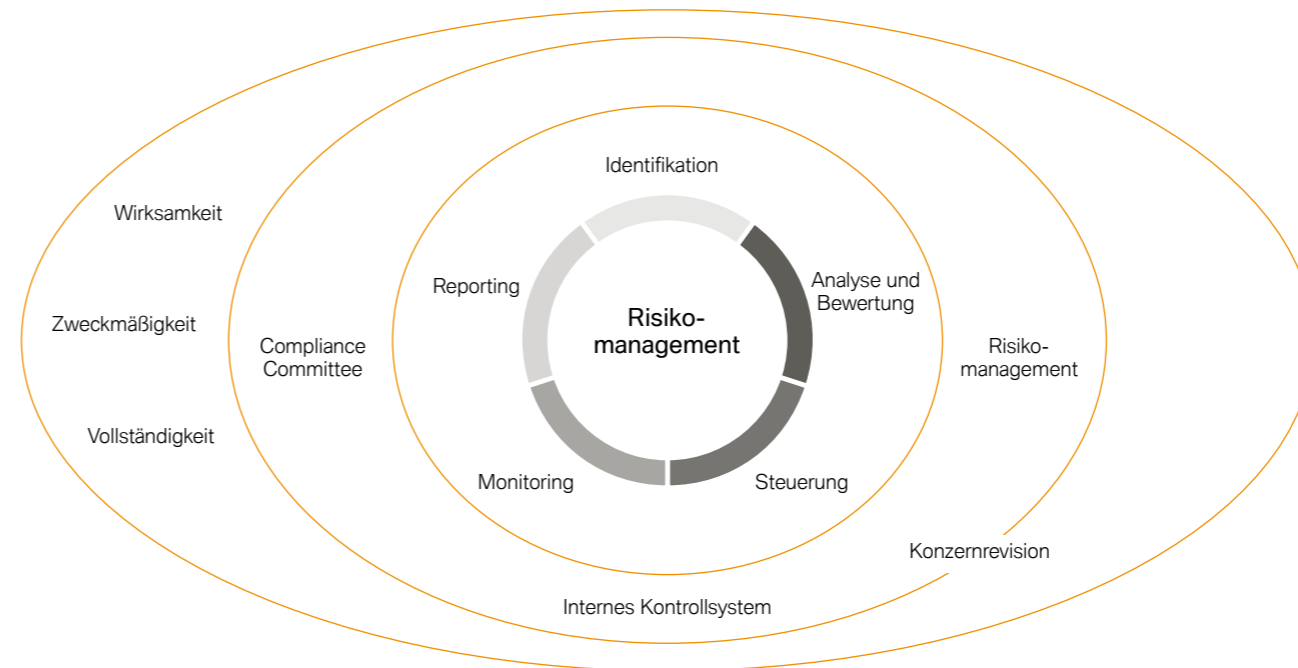 Identifikation
Wirksamkeit
Reporting
Analyse und
Bewertung
Risiko-
management
Zweckmäßigkeit
Compliance
Committee
Risiko-
management
Vollständigkeit
Monitoring
Steuerung
Konzernrevision
Internes Kontrollsystem